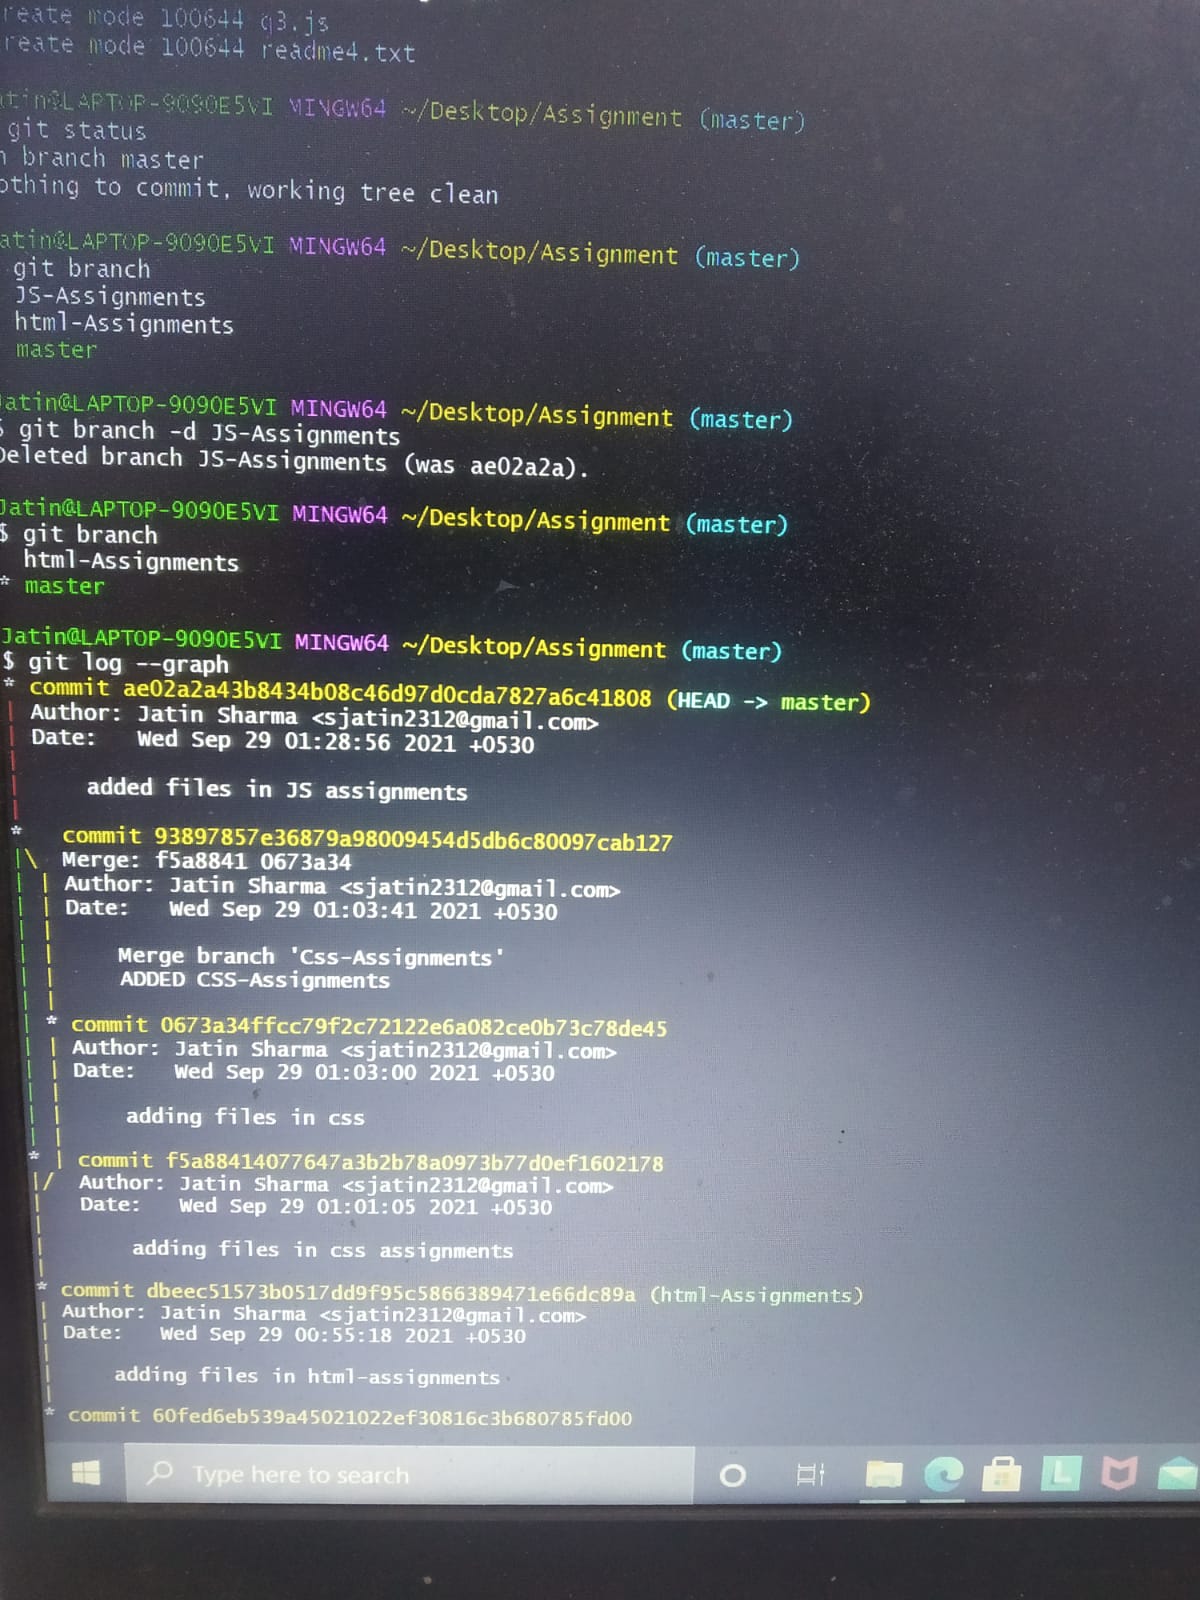 reate mode 100644 q3.js
reate mode 100644 readme4.txt
atin@LAPTOP-9090E5VI MINGW64 ~/Desktop/Assignment (master)
git status
n branch master
othing to commit, working tree clean
atin@LAPTOP-9090E5VI MINGW64 ~/Desktop/Assignment (master)
git branch
JS-Assignments
html-Assignments
master
Jatin@LAPTOP-9090E5VI MINGW64 ~/Desktop/Assignment (master)
$ git branch -d JS-Assignments
Deleted branch JS-Assignments (was ae02a2a).
Jatin@LAPTOP-9090E5VI MINGW64 ~/Desktop/Assignment (master)
$ git branch
html-Assignments
* master
Jatin@LAPTOP-9090E5VI MINGW64 ~/Desktop/Assignment (master)
$ git log --graph
* commit ae02a2a43b8434b08c46d97d0cda7827a6c41808 (HEAD -> master)
| Author: Jatin Sharma <sjatin2312@gmail.com>
| Date: Wed Sep 29 01:28:56 2021 +0530
|
| added files in JS assignments
|
* commit 93897857e36879a98009454d5db6c80097cab127
|\ Merge: f5a8841 0673a34
| | Author: Jatin Sharma <sjatin2312@gmail.com>
| | Date: Wed Sep 29 01:03:41 2021 +0530
| |
| | Merge branch 'Css-Assignments'
| | ADDED CSS-Assignments
| |
| * commit 0673a34ffcc79f2c72122e6a082ce0b73c78de45
| | Author: Jatin Sharma <sjatin2312@gmail.com>
| | Date: Wed Sep 29 01:03:00 2021 +0530
| |
| | adding files in css
| |
* | commit f5a88414077647a3b2b78a0973b77d0ef1602178
|/ Author: Jatin Sharma <sjatin2312@gmail.com>
| Date: Wed Sep 29 01:01:05 2021 +0530
|
| adding files in css assignments
|
* commit dbeec51573b0517dd9f95c5866389471e66dc89a (html-Assignments)
| Author: Jatin Sharma <sjatin2312@gmail.com>
| Date: Wed Sep 29 00:55:18 2021 +0530
|
| adding files in html-assignments
|
* commit 60fed6eb539a45021022ef30816c3b680785fd00
Type here to search
L